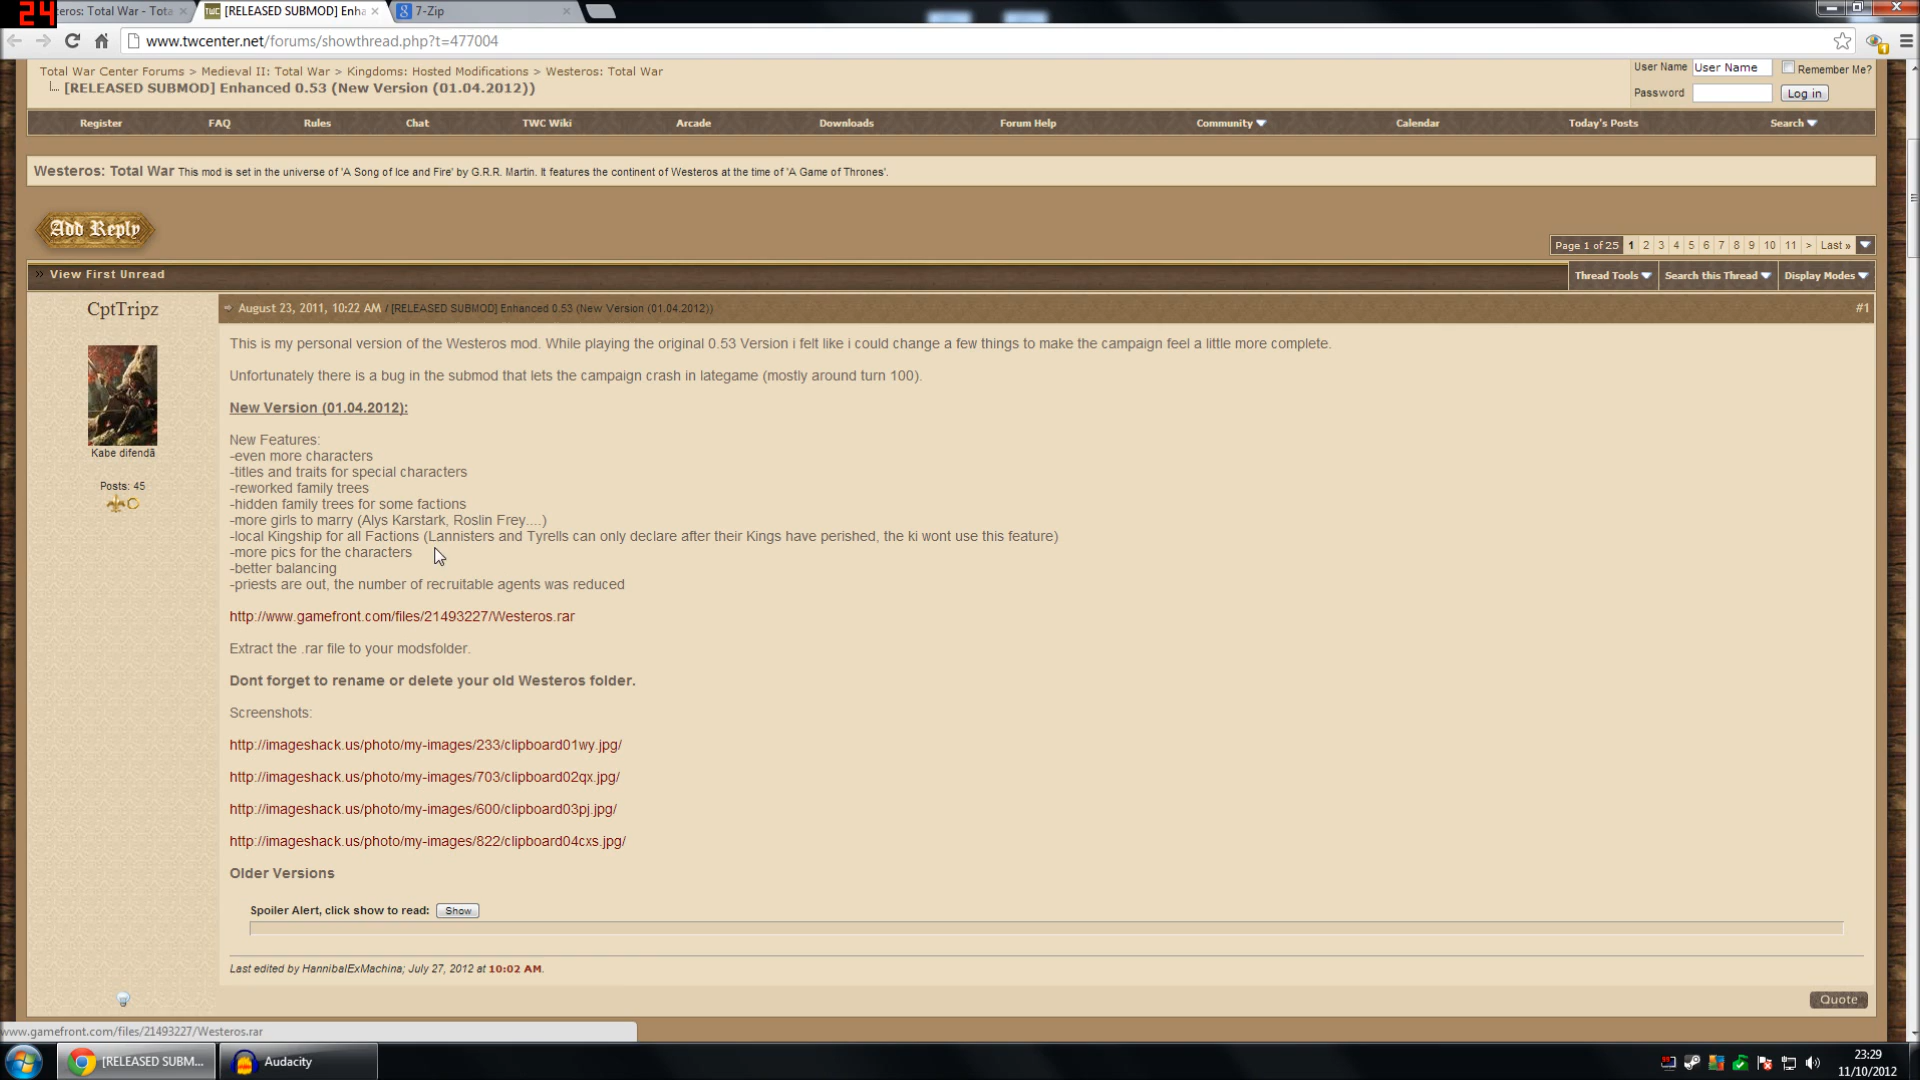 24
eros: Total War - Tota
TWC [RELEASED SUBMOD] Enha
7-Zip
www.twcenter.net/forums/showthread.php?t=477004
Total War Center Forums > Medieval II: Total War > Kingdoms: Hosted Modifications > Westeros: Total War
[RELEASED SUBMOD] Enhanced 0.53 (New Version (01.04.2012))
User Name User Name Remember Me?
Password Log in
Register FAQ Rules Chat TWC Wiki Arcade Downloads Forum Help Community Calendar Today's Posts Search
Westeros: Total War This mod is set in the universe of 'A Song of Ice and Fire' by G.R.R. Martin. It features the continent of Westeros at the time of 'A Game of Thrones'.
Add Reply
Page 1 of 25 1 2 3 4 5 6 7 8 9 10 11 > Last »
» View First Unread
Thread Tools Search this Thread Display Modes
CptTripz
August 23, 2011, 10:22 AM / [RELEASED SUBMOD] Enhanced 0.53 (New Version (01.04.2012))
#1
Kabe difendā
Posts: 45
This is my personal version of the Westeros mod. While playing the original 0.53 Version i felt like i could change a few things to make the campaign feel a little more complete.
Unfortunately there is a bug in the submod that lets the campaign crash in lategame (mostly around turn 100).
New Version (01.04.2012):
New Features:
-even more characters
-titles and traits for special characters
-reworked family trees
-hidden family trees for some factions
-more girls to marry (Alys Karstark, Roslin Frey....)
-local Kingship for all Factions (Lannisters and Tyrells can only declare after their Kings have perished, the ki wont use this feature)
-more pics for the characters
-better balancing
-priests are out, the number of recruitable agents was reduced
http://www.gamefront.com/files/21493227/Westeros.rar
Extract the .rar file to your modsfolder.
Dont forget to rename or delete your old Westeros folder.
Screenshots:
http://imageshack.us/photo/my-images/233/clipboard01wy.jpg/
http://imageshack.us/photo/my-images/703/clipboard02qx.jpg/
http://imageshack.us/photo/my-images/600/clipboard03pj.jpg/
http://imageshack.us/photo/my-images/822/clipboard04cxs.jpg/
Older Versions
Spoiler Alert, click show to read: Show
Last edited by HannibalExMachina; July 27, 2012 at 10:02 AM.
Quote
www.gamefront.com/files/21493227/Westeros.rar
[RELEASED SUBM...
Audacity
23:29
11/10/2012